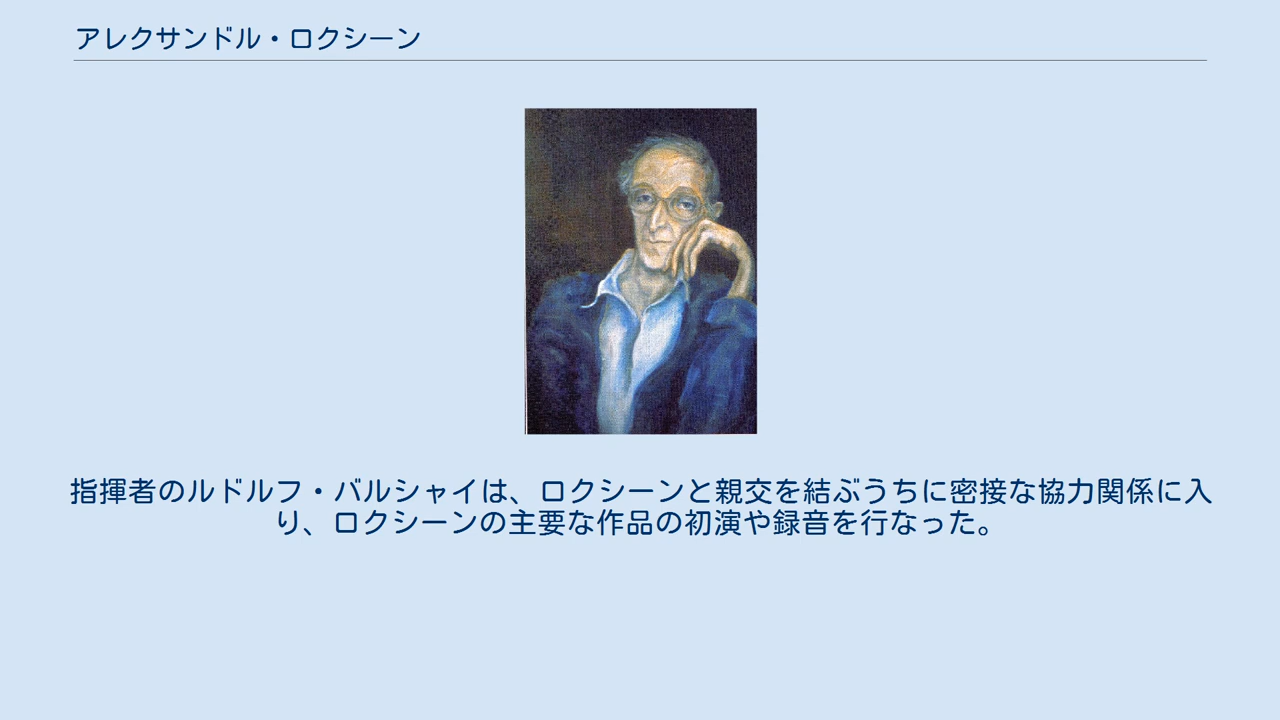 アレクサンドル・ロクシーン
指揮者のルドルフ・バルシャイは、ロクシーンと親交を結ぶうちに密接な協力関係に入
り、ロクシーンの主要な作品の初演や録音を行なった。